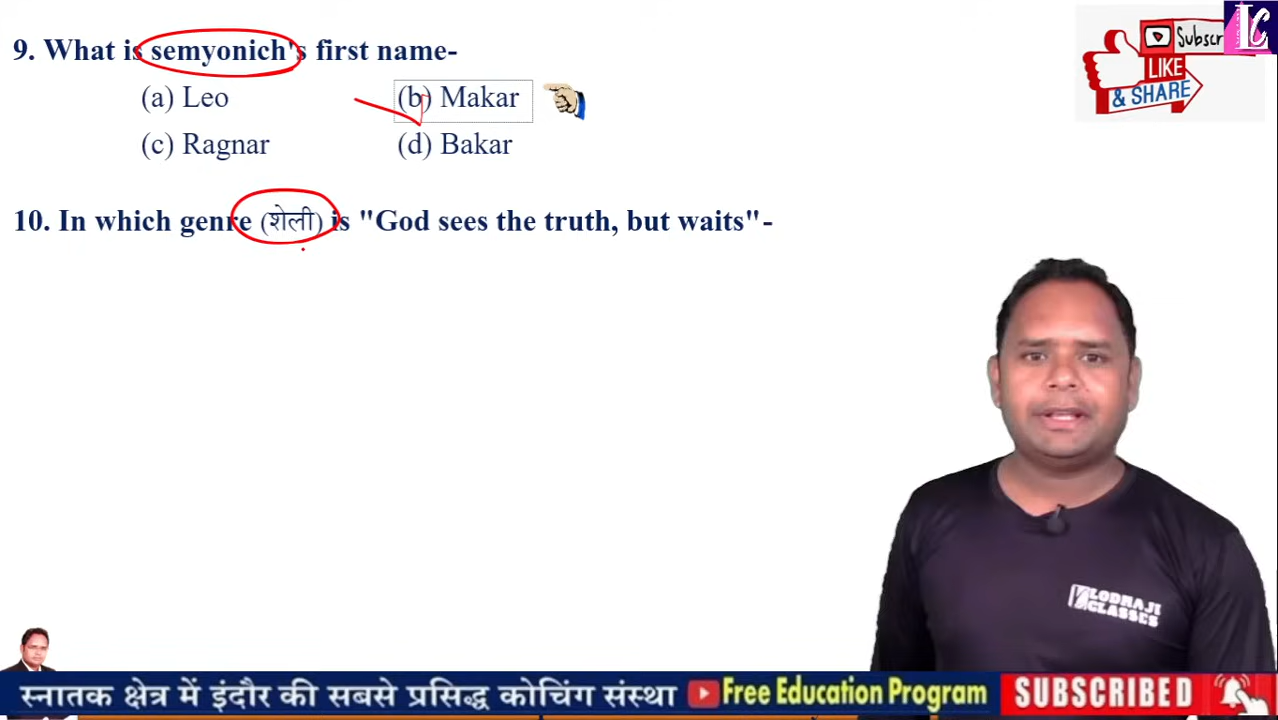 9. What is semyonich's first name-
(a) Leo
(b) Makar
(c) Ragnar
(d) Bakar
10. In which genre (शेली) is "God sees the truth, but waits"-
Subscr
LIKE
& SHARE
LC
LODHAJI
CLASSES
स्नातक क्षेत्र में इंदौर की सबसे प्रसिद्ध कोचिंग संस्था
Free Education Program
SUBSCRIBED